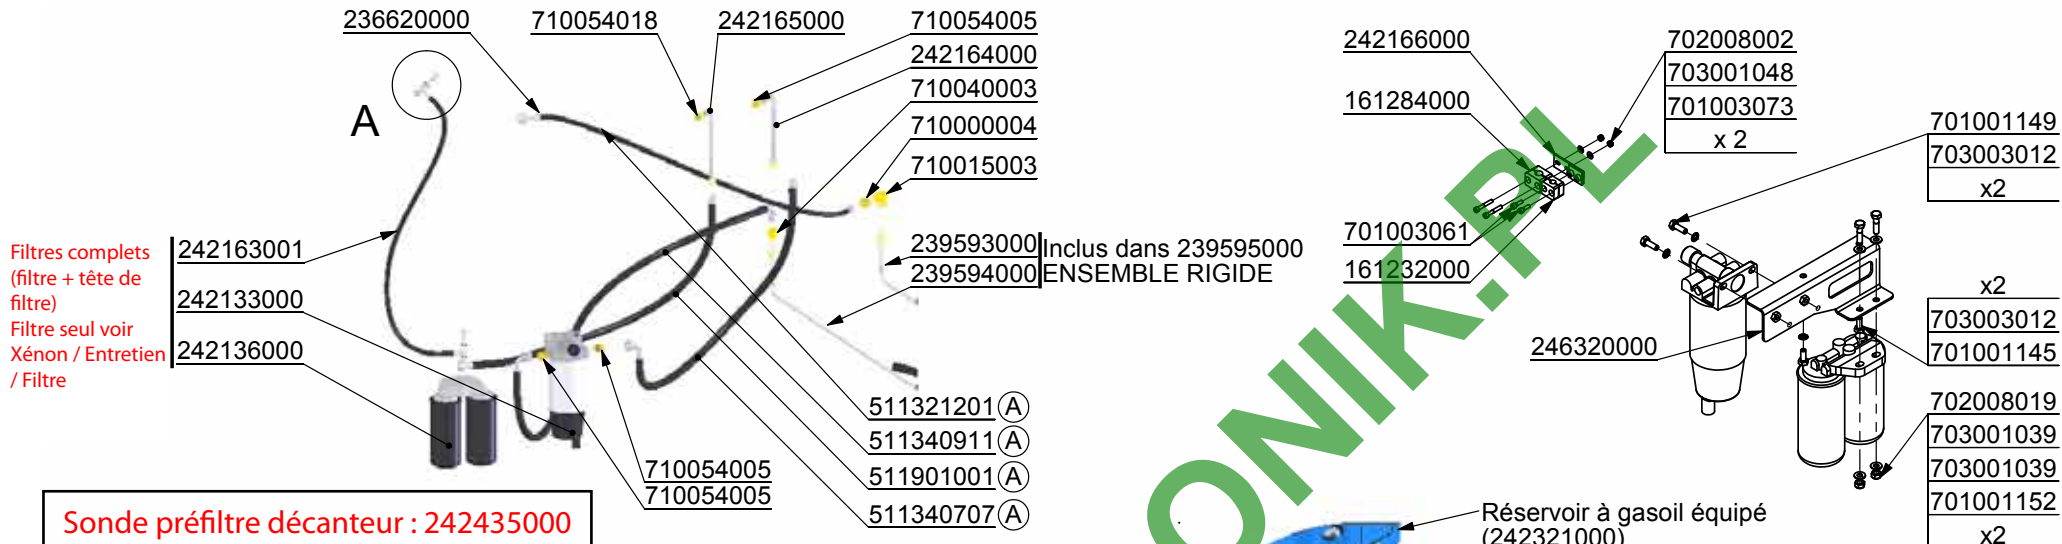 236620000
710054018
242165000
710054005
242164000
710040003
710000004
710015003
A
Filtres complets
(filtre + tête de
filtre)
Filtre seul voir
Xénon / Entretien
/ Filtre
242163001
242133000
242136000
239593000
239594000
Inclus dans 239595000
ENSEMBLE RIGIDE
511321201 A
511340911 A
511901001 A
511340707 A
710054005
710054005
Sonde préfiltre décanteur : 242435000
242166000
161284000
701003061
161232000
702008002
703001048
701003073
x 2
701001149
703003012
x2
246320000
x2
703003012
701001145
702008019
703001039
703001039
701001152
x2
Réservoir à gasoil équipé
(242321000)
ONIK.PL